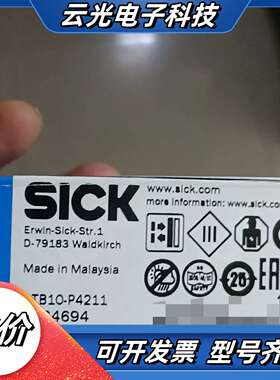 云光电子科技
SICK
www.sick.com
more information: www.sick.com
Erwin-Sick-Str.1
D-79183 Waldkirch
Made in Malaysia
TB10-P4211
4694
价
可开发票 型号齐